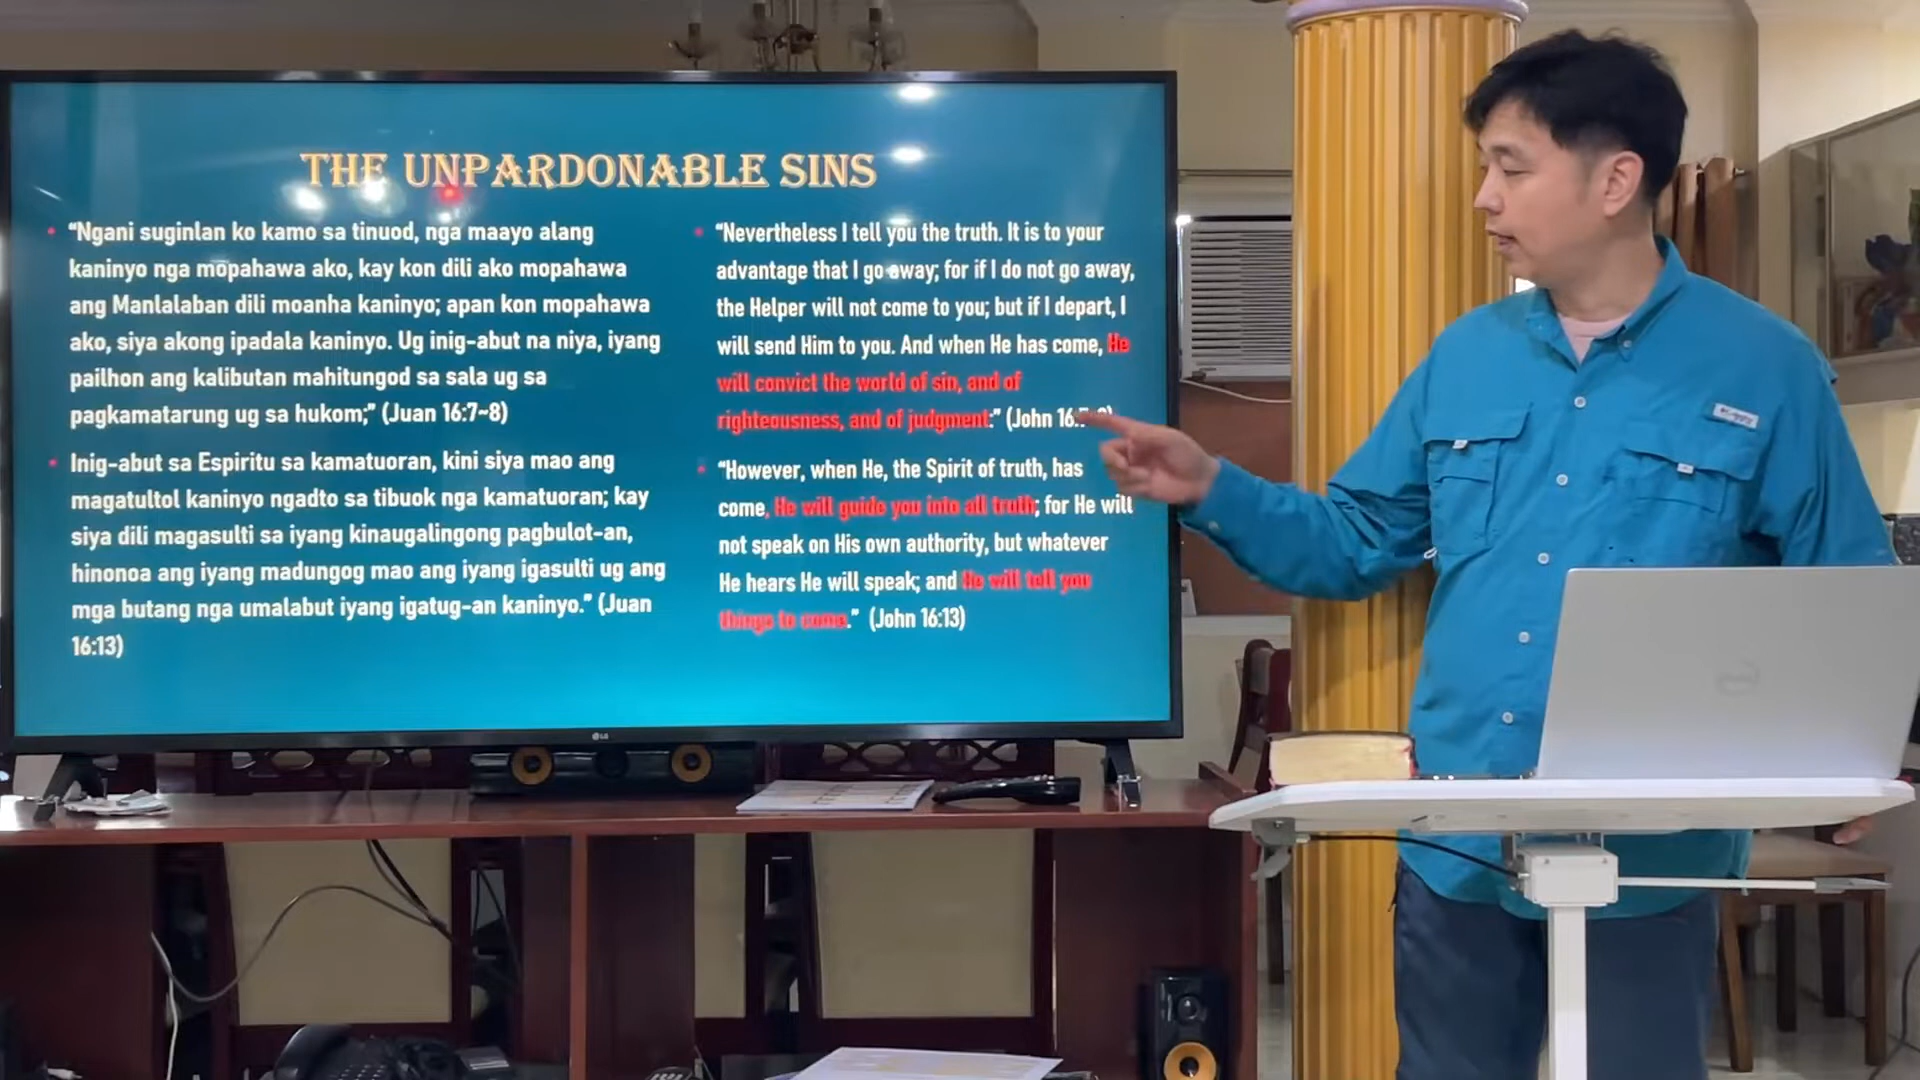 THE UNPARDONABLE SINS
• “Ngani suginlan ko kamo sa tinuod, nga maayo alang
kaninyo nga mopahawa ako, kay kon dili ako mopahawa
ang Manlalaban dili moanha kaninyo; apan kon mopahawa
ako, siya akong ipadala kaninyo. Ug inig-abut na niya, iyang
pailhon ang kalibutan mahitungod sa sala ug sa
pagkamatarung ug sa hukom;” (Juan 16:7~8)
• Inig-abut sa Espiritu sa kamatuoran, kini siya mao ang
magatultol kaninyo ngadto sa tibuok nga kamatuoran; kay
siya dili magasulti sa iyang kinaugalingong pagbulot-an,
hinonoa ang iyang madungog mao ang iyang igasulti ug ang
mga butang nga umalabut iyang igatug-an kaninyo.” (Juan
16:13)
• “Nevertheless I tell you the truth. It is to your
advantage that I go away; for if I do not go away,
the Helper will not come to you; but if I depart, I
will send Him to you. And when He has come, He
will convict the world of sin, and of
righteousness, and of judgment:” (John
• “However, when He, the Spirit of truth, has
come, He will guide you into all truth; for He will
not speak on His own authority, but whatever
He hears He will speak; and He will tell you
things to come.” (John 16:13)
LG
Columbia